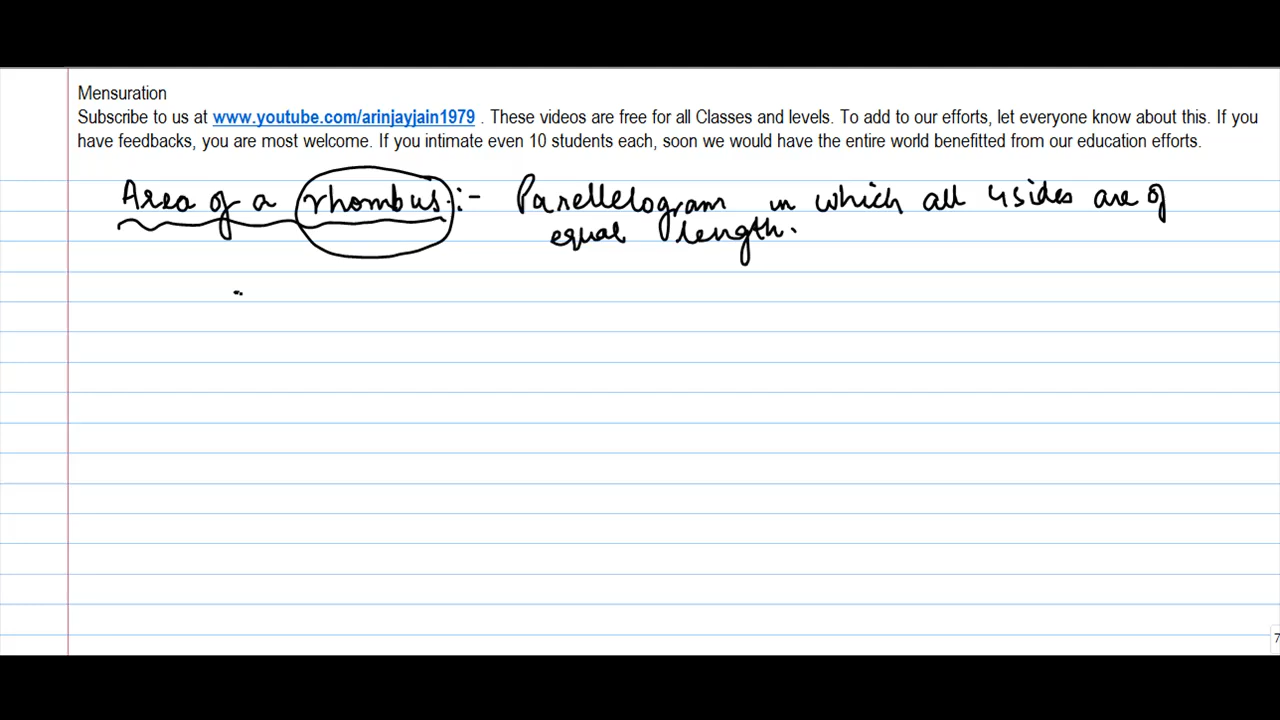 Mensuration
Subscribe to us at www.youtube.com/arinjayjain1979 . These videos are free for all Classes and levels. To add to our efforts, let everyone know about this. If you
have feedbacks, you are most welcome. If you intimate even 10 students each, soon we would have the entire world benefitted from our education efforts.
Area of a rhombus :- Parellelogram in which all 4 sides are of
equal length.
7